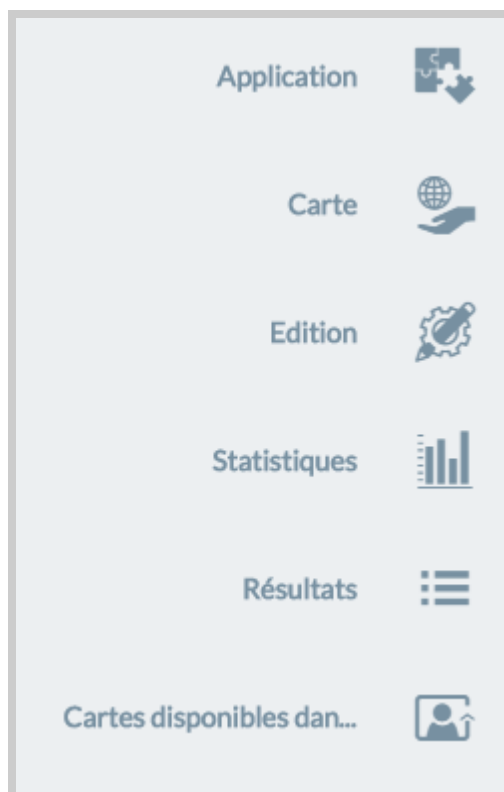 Application
Carte
Edition
Statistiques
Résultats
Cartes disponibles dan...